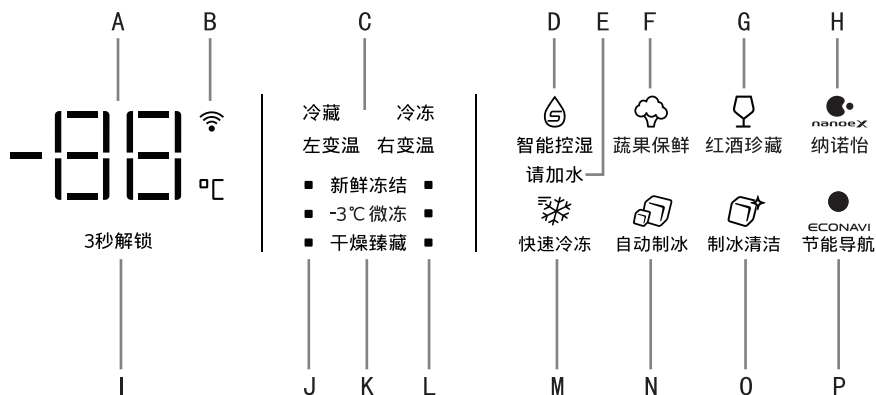 A B C D E F G H
-88 ℃
3秒解锁
冷藏 冷冻
左变温 右变温
新鲜冻结
-3℃微冻
干燥臻藏
智能控湿 蔬果保鲜 红酒珍藏 nanoeX 纳诺怡
请加水
快速冷冻 自动制冰 制冰清洁 ECONAVI 节能导航
I J K L M N O P